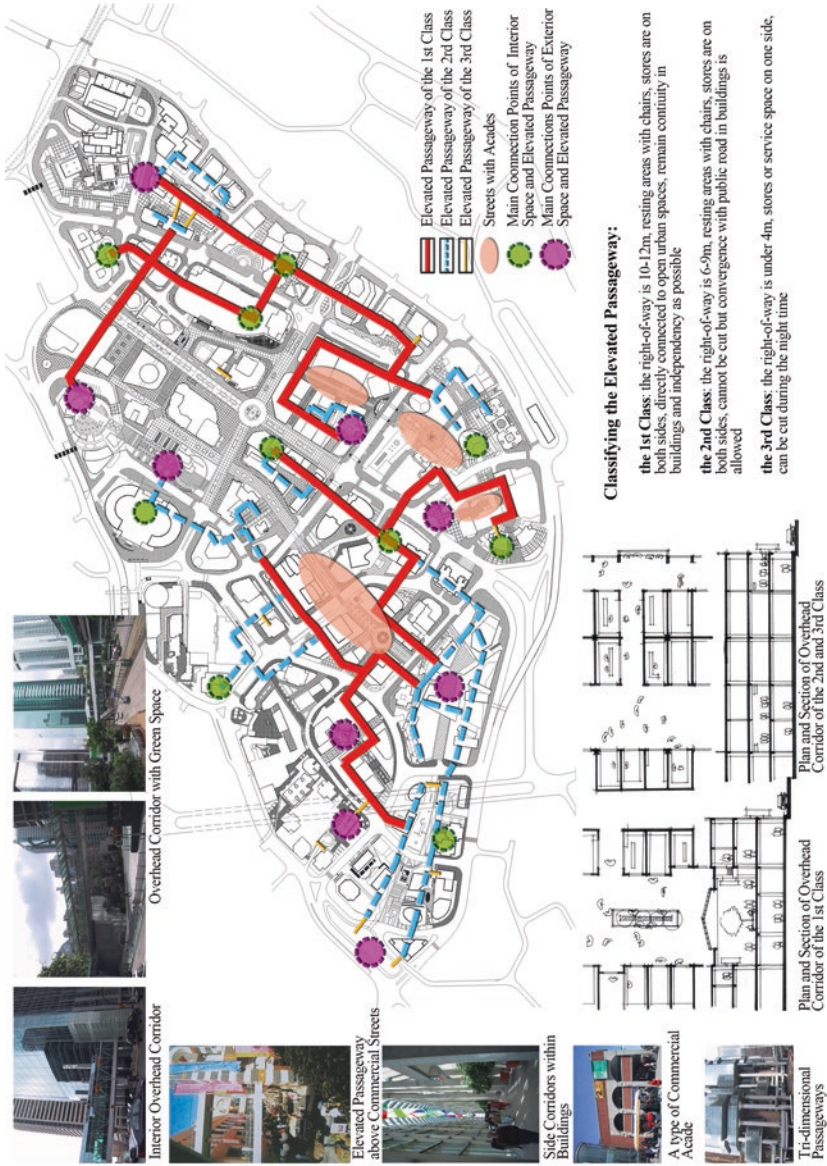 Interior Overhead Corridor
Overhead Corridor with Green Space
Elevated Passageway
above Commercial Streets
Side Corridors within
Buildings
A type of Commercial
Acade
Tri-dimensional
Passageways
Elevated Passageway of the 1st Class
Elevated Passageway of the 2rd Class
Elevated Passageway of the 3rd Class
Streets with Acades
Main Coonnection Points of Interior
Space and Elevated Passageway
Main Coonnections Points of Exterior
Space and Elevated Passageway
Classifying the Elevated Passageway:
the 1st Class: the right-of-way is 10-12m, resting areas with chairs, stores are on
both sides, directly connected to open urban spaces, remain contiuity in
buildings and independency as possible
the 2nd Class: the right-of-way is 6-9m, resting areas with chairs, stores are on
both sides, cannot be cut but convergence with public road in buildings is
allowed
the 3rd Class: the right-of-way is under 4m, stores or service space on one side,
can be cut during the night time
Plan and Section of Overhead
Corridor of the 1st Class
Plan and Section of Overhead
Corridor of the 2nd and 3rd Class